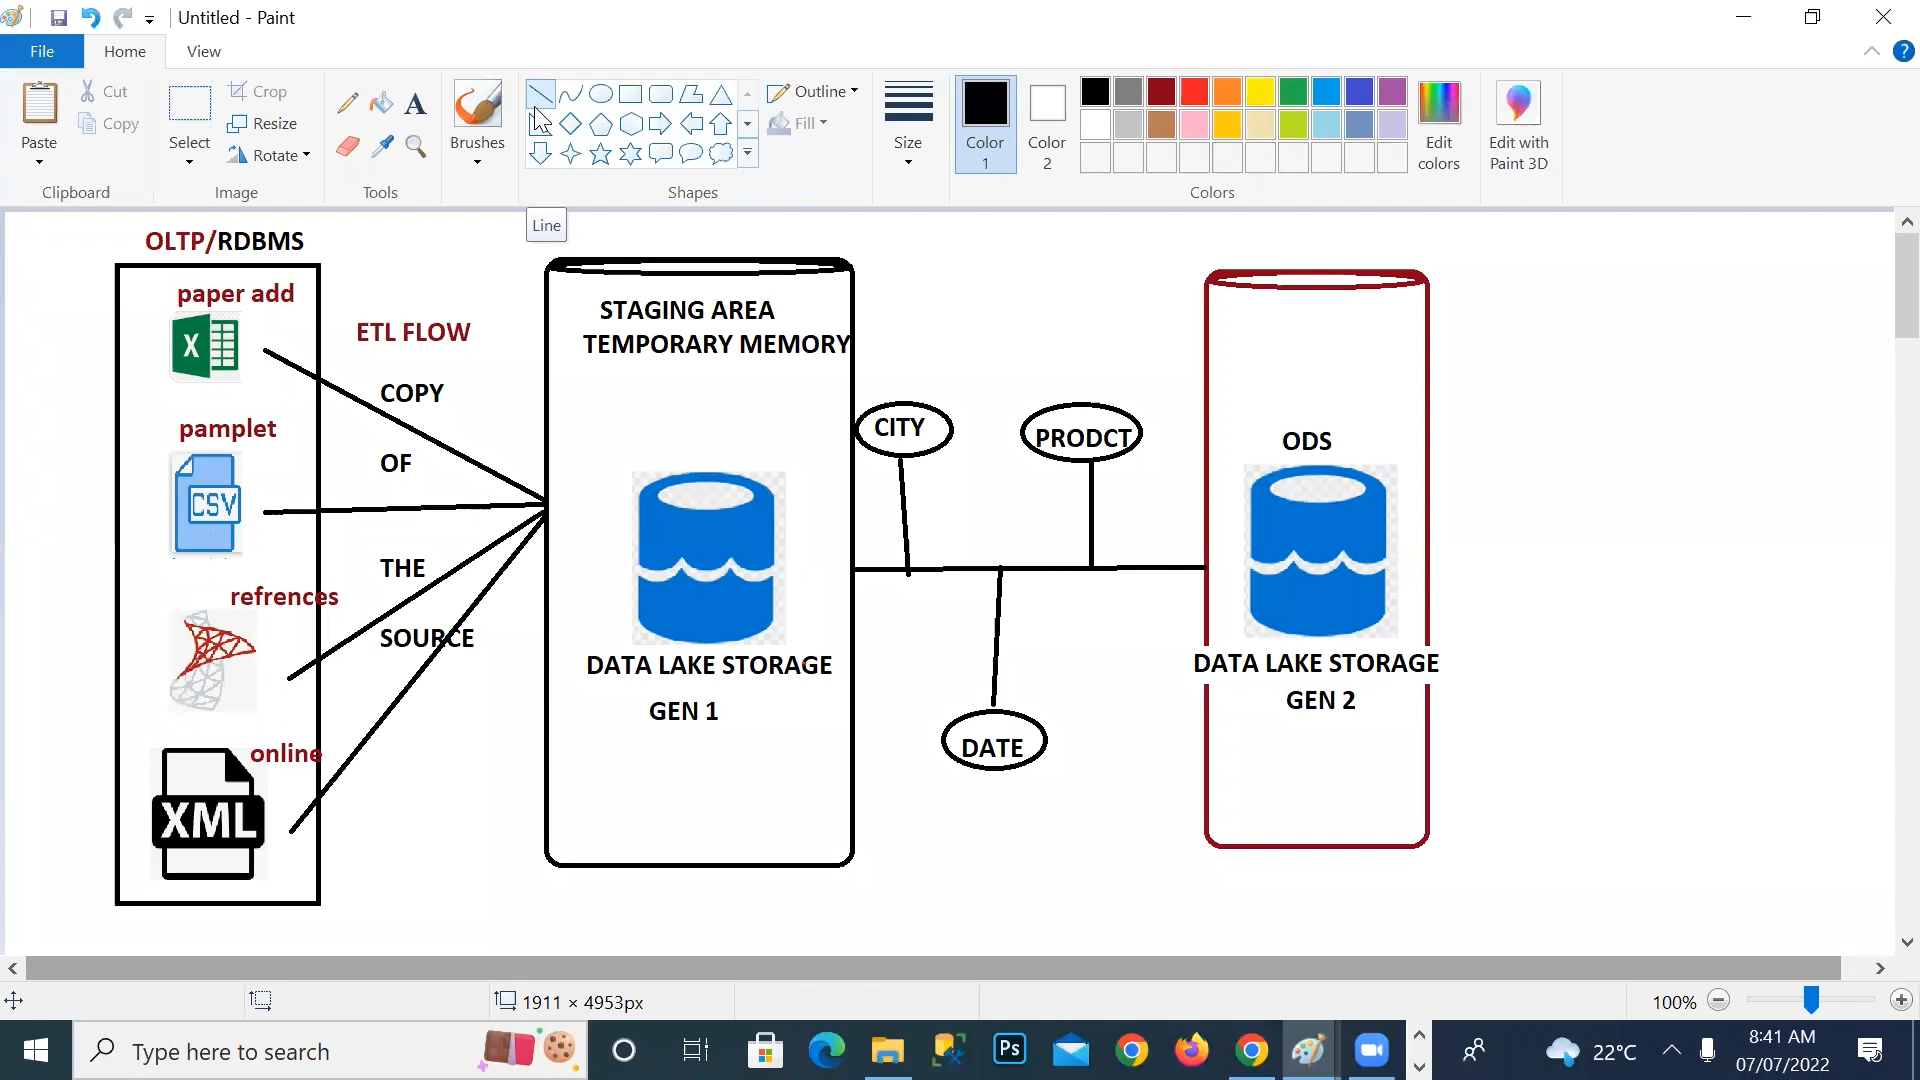 Untitled - Paint
File
Home
View
Paste
Cut
Copy
Clipboard
Select
Crop
Resize
Rotate
Image
A
Tools
Brushes
Shapes
Outline
Fill
Size
Color
1
Color
2
Edit
colors
Colors
Edit with
Paint 3D
?
Line
OLTP/RDBMS
paper add
X
pamplet
CSV
refrences
online
XML
ETL FLOW
COPY
OF
THE
SOURCE
STAGING AREA
TEMPORARY MEMORY
DATA LAKE STORAGE
GEN 1
CITY
PRODCT
DATE
ODS
DATA LAKE STORAGE
GEN 2
1911 × 4953px
100%
Type here to search
Ps
22°C
8:41 AM
07/07/2022